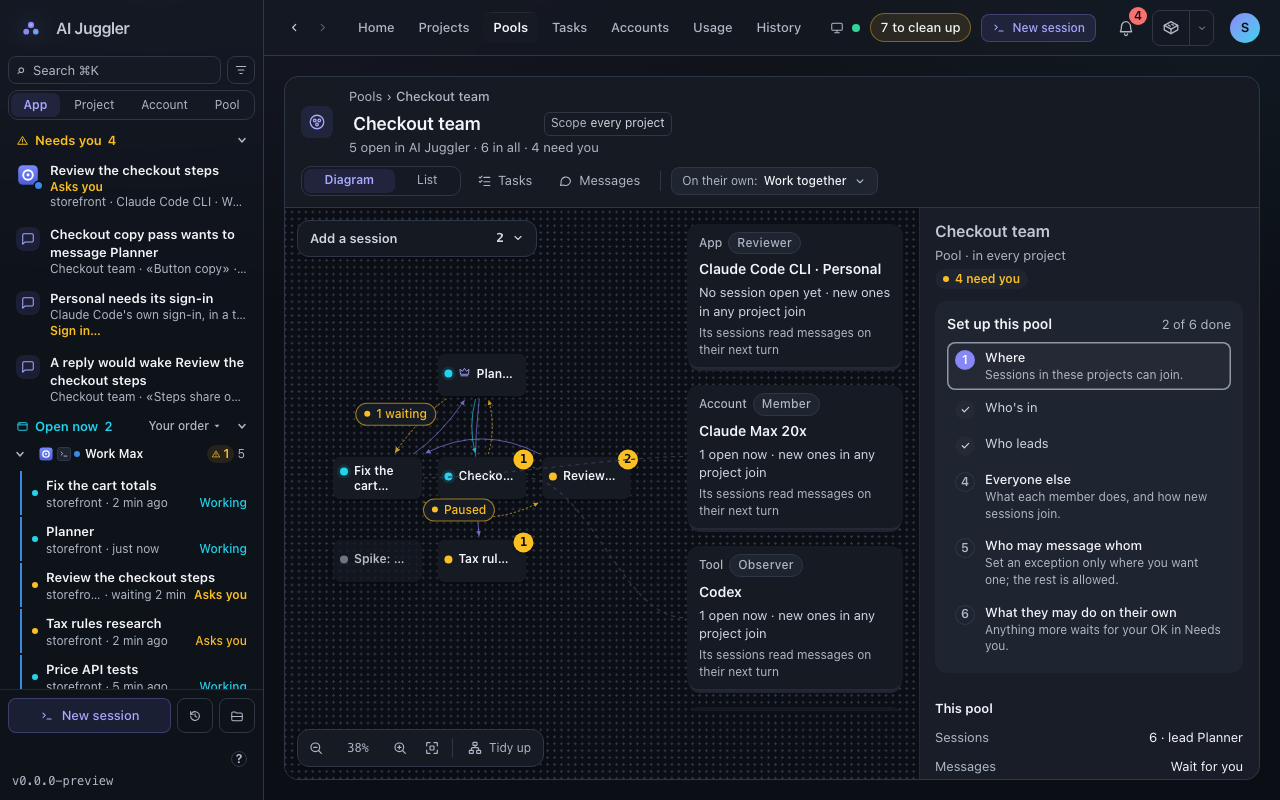 AI Juggler
Search ⌘K
App Project Account Pool
Needs you 4
Review the checkout steps
Asks you
storefront · Claude Code CLI · W…
Checkout copy pass wants to
message Planner
Checkout team · «Button copy» ·…
Personal needs its sign-in
Claude Code's own sign-in, in a t…
Sign in…
A reply would wake Review the
checkout steps
Checkout team · «Steps share o…
Open now 2 Your order
Work Max 1 5
Fix the cart totals
storefront · 2 min ago Working
Planner
storefront · just now Working
Review the checkout steps
storefro… · waiting 2 min Asks you
Tax rules research
storefront · 2 min ago Asks you
Price API tests
storefront · 5 min ago Working
New session
?
v0.0.0-preview
Home Projects Pools Tasks Accounts Usage History
7 to clean up
New session
4
S
Pools › Checkout team
Checkout team
Scope every project
5 open in AI Juggler · 6 in all · 4 need you
Diagram List Tasks Messages On their own: Work together
Add a session 2
Plan…
1 waiting
Fix the
cart…
Checko… 1
Review… 2
Paused
Spike: …
Tax rul… 1
App Reviewer
Claude Code CLI · Personal
No session open yet · new ones
in any project join
Its sessions read messages on
their next turn
Account Member
Claude Max 20x
1 open now · new ones in any
project join
Its sessions read messages on
their next turn
Tool Observer
Codex
1 open now · new ones in any
project join
Its sessions read messages on
their next turn
38% Tidy up
Checkout team
Pool · in every project
4 need you
Set up this pool 2 of 6 done
1 Where
Sessions in these projects can join.
Who's in
Who leads
4 Everyone else
What each member does, and how new
sessions join.
5 Who may message whom
Set an exception only where you want
one; the rest is allowed.
6 What they may do on their own
Anything more waits for your OK in Needs
you.
This pool
Sessions 6 · lead Planner
Messages Wait for you